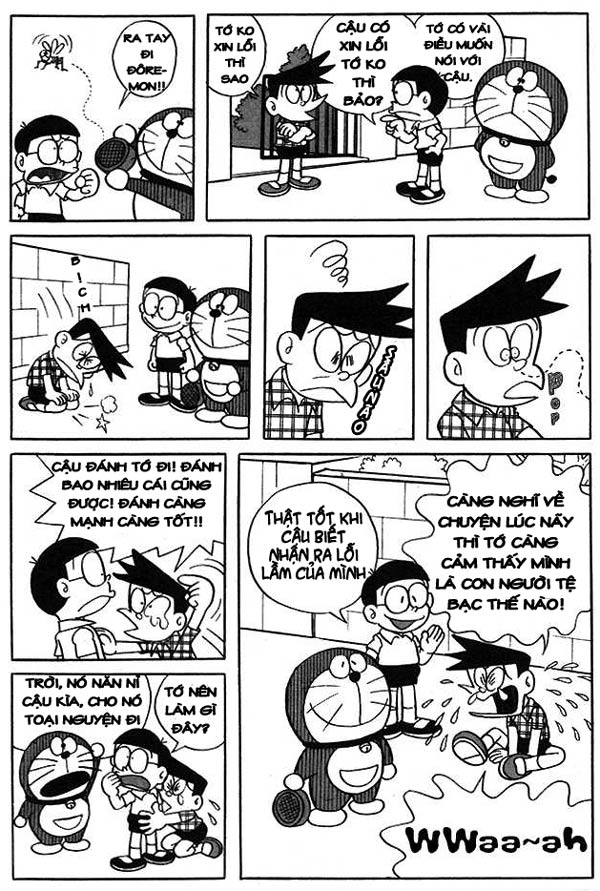 TỚ CÓ VÀI
ĐIỀU MUỐN
NÓI VỚI
CẬU.
CẬU CÓ
XIN LỖI
TỚ KO
THÌ
BẢO?
TỚ KO
XIN LỖI
THÌ
SAO
RA TAY
ĐI
ĐÔRE-
MON!!
POP
SẦU NÃO
BỊCH
CÀNG NGHĨ VỀ
CHUYỆN LÚC NÃY
THÌ TỚ CÀNG
CẢM THẤY MÌNH
LÀ CON NGƯỜI TỆ
BẠC THẾ NÀO!
THẬT TỐT KHI
CẬU BIẾT
NHẬN RA LỖI
LẦM CỦA MÌNH
WWaa~ah
CẬU ĐÁNH TỚ ĐI! ĐÁNH
BAO NHIÊU CÁI CŨNG
ĐƯỢC! ĐÁNH CÀNG
MẠNH CÀNG TỐT!!
TỚ NÊN
LÀM GÌ
ĐÂY?
TRỜI, NÓ NĂN NỈ
CẬU KÌA, CHO NÓ
TOẠI NGUYỆN ĐI